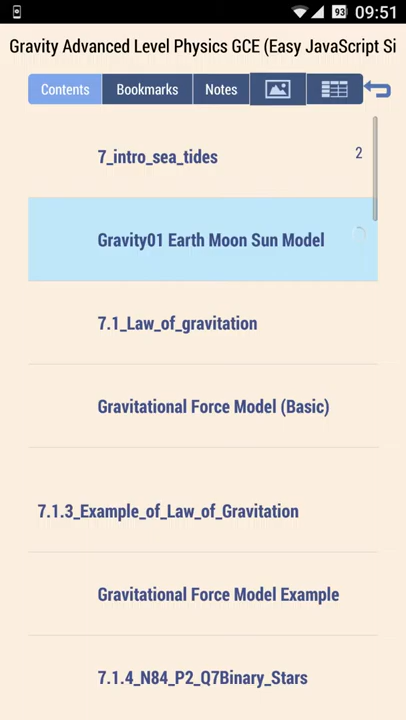 93 09:51
Gravity Advanced Level Physics GCE (Easy JavaScript Si
Contents Bookmarks Notes
7_intro_sea_tides 2
Gravity01 Earth Moon Sun Model
7.1_Law_of_gravitation
Gravitational Force Model (Basic)
7.1.3_Example_of_Law_of_Gravitation
Gravitational Force Model Example
7.1.4_N84_P2_Q7Binary_Stars